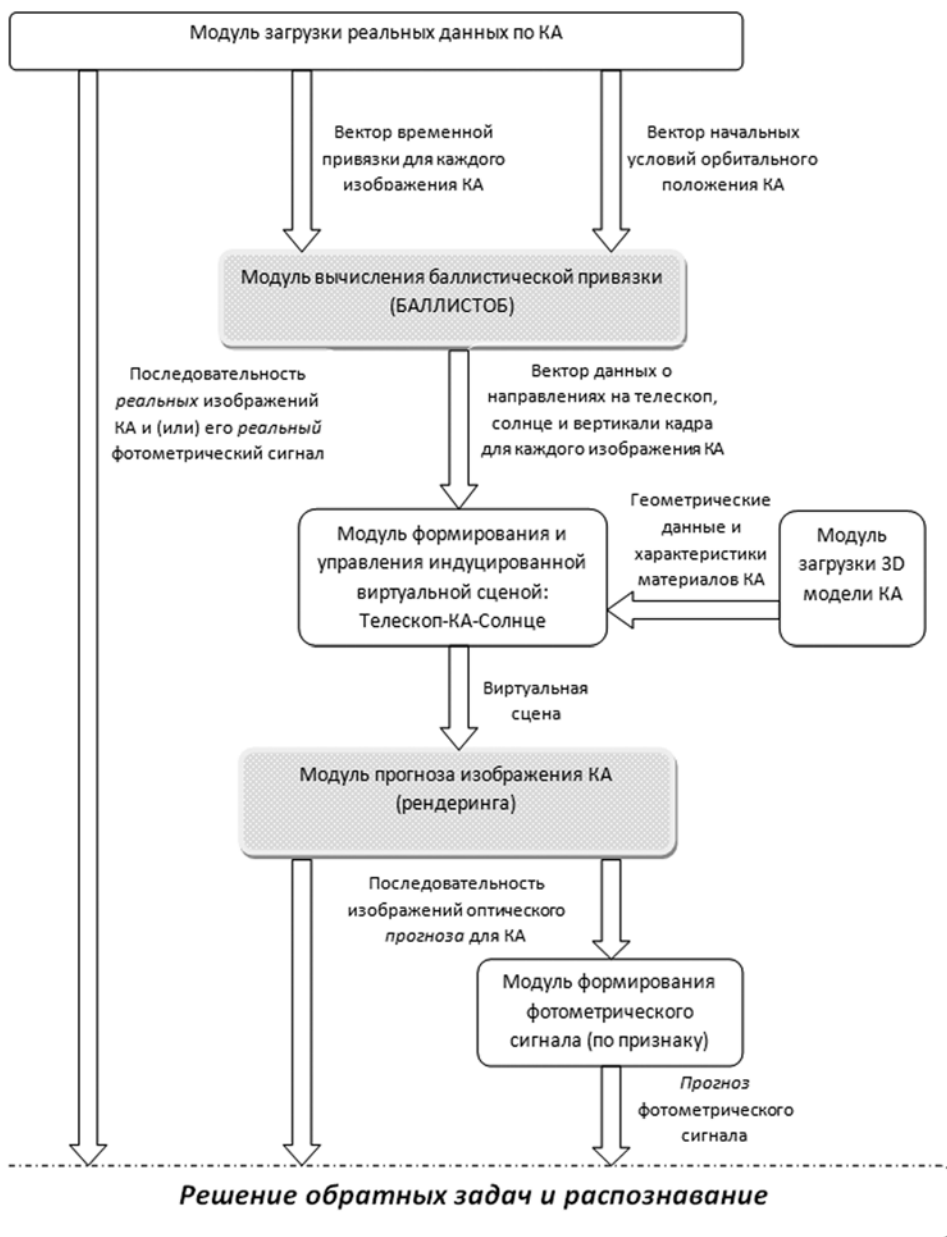 Модуль загрузки реальных данных по КА
Вектор временной
привязки для каждого
изображения КА
Вектор начальных
условий орбитального
положения КА
Модуль вычисления баллистической привязки
(БАЛЛИСТОБ)
Последовательность
реальных изображений
КА и (или) его реальный
фотометрический сигнал
Вектор данных о
направлениях на телескоп,
солнце и вертикали кадра
для каждого изображения КА
Модуль формирования и
управления индуцированной
виртуальной сценой:
Телескоп-КА-Солнце
Геометрические
данные и
характеристики
материалов КА
Модуль
загрузки 3D
модели КА
Виртуальная
сцена
Модуль прогноза изображения КА
(рендеринга)
Последовательность
изображений оптического
прогноза для КА
Модуль формирования
фотометрического
сигнала (по признаку)
Прогноз
фотометрического
сигнала
Решение обратных задач и распознавание